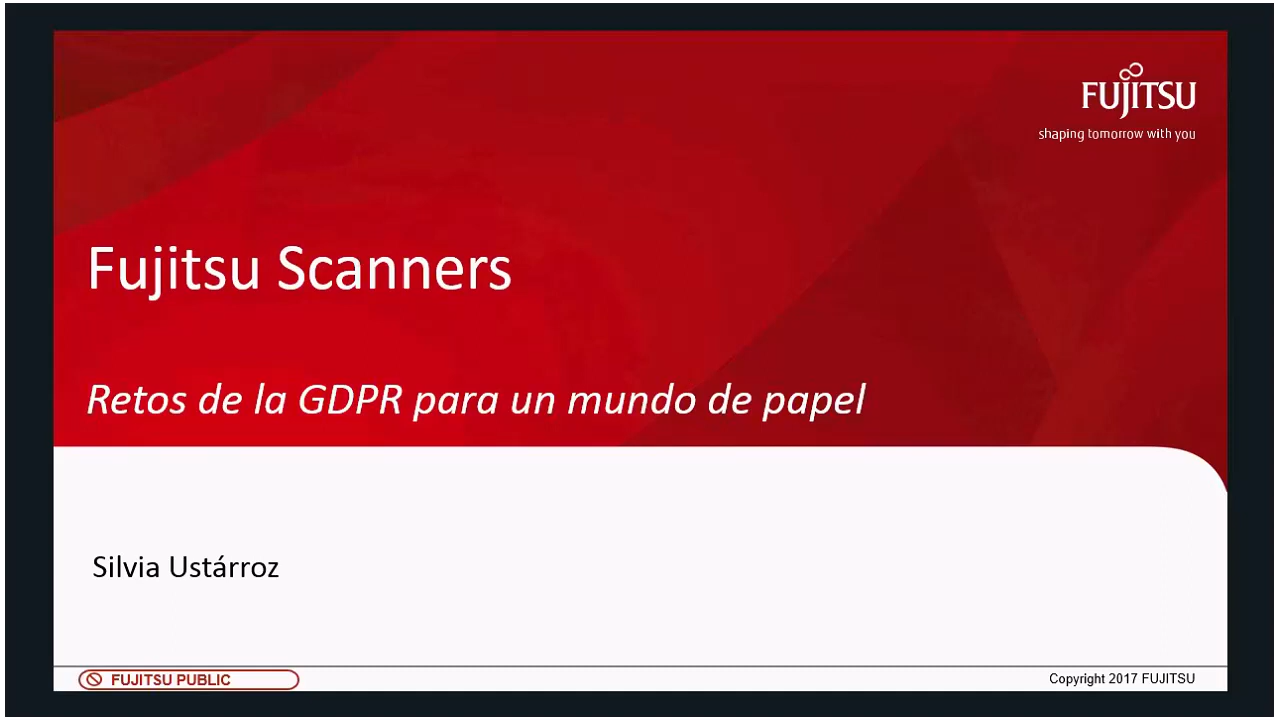 FUJITSU
shaping tomorrow with you
Fujitsu Scanners
Retos de la GDPR para un mundo de papel
Silvia Ustárroz
FUJITSU PUBLIC
Copyright 2017 FUJITSU